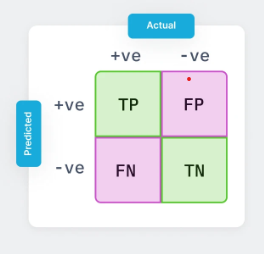 Actual
+ve -ve
Predicted
+ve TP FP
-ve FN TN